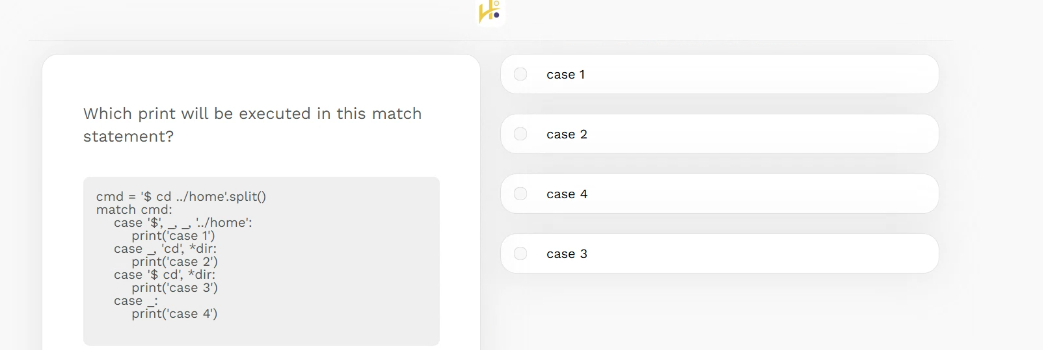 Which print will be executed in this match
statement?
cmd = '$ cd ../home'.split()
match cmd:
case '$', _, _, '../home':
print('case 1')
case _, 'cd', *dir:
print('case 2')
case '$ cd', *dir:
print('case 3')
case _:
print('case 4')
case 1
case 2
case 4
case 3